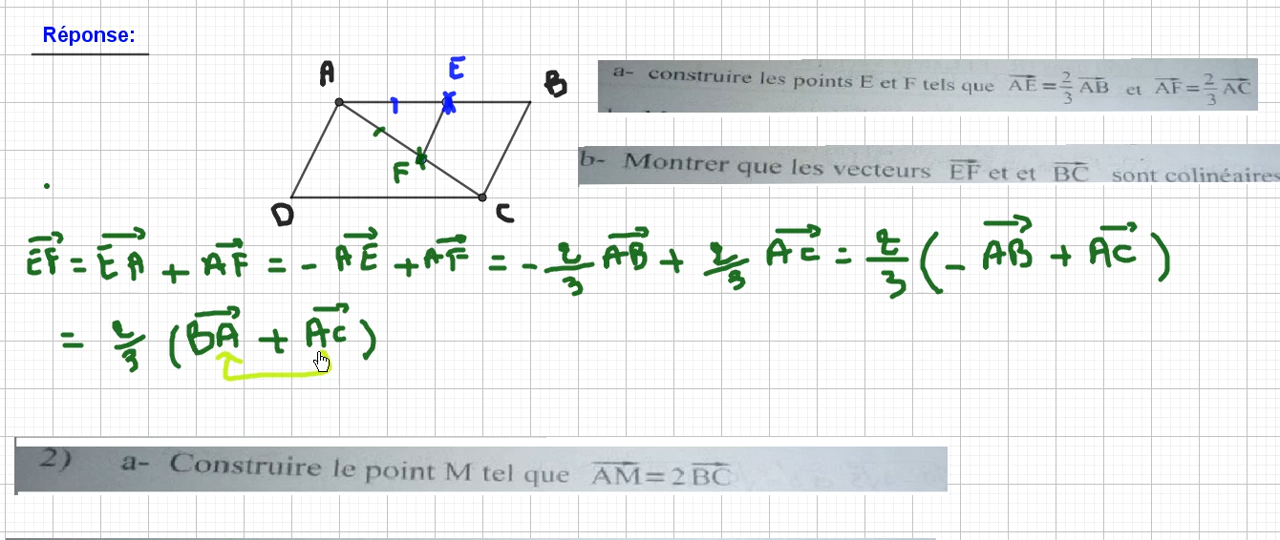 Réponse:
A E B
F
D C
a- construire les points E et F tels que AE = 2/3 AB et AF = 2/3 AC
b- Montrer que les vecteurs EF et et BC sont colinéaires
EF = EA + AF = - AE + AF = - 2/3 AB + 2/3 AC = 2/3 (- AB + AC)
= 2/3 (BA + AC)
2) a- Construire le point M tel que AM = 2 BC